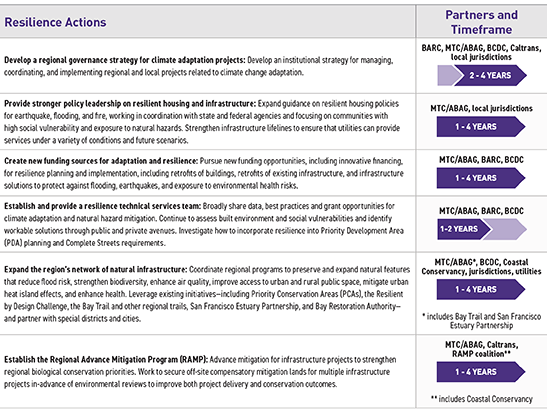 Resilience Actions
Partners and
Timeframe
Develop a regional governance strategy for climate adaptation projects: Develop an institutional strategy for managing,
coordinating, and implementing regional and local projects related to climate change adaptation.
BARC, MTC/ABAG, BCDC, Caltrans,
local jurisdictions
2 - 4 YEARS
Provide stronger policy leadership on resilient housing and infrastructure: Expand guidance on resilient housing policies
for earthquake, flooding, and fire, working in coordination with state and federal agencies and focusing on communities with
high social vulnerability and exposure to natural hazards. Strengthen infrastructure lifelines to ensure that utilities can provide
services under a variety of conditions and future scenarios.
MTC/ABAG, local jurisdictions
1 - 4 YEARS
Create new funding sources for adaptation and resilience: Pursue new funding opportunities, including innovative financing,
for resilience planning and implementation, including retrofits of buildings, retrofits of existing infrastructure, and infrastructure
solutions to protect against flooding, earthquakes, and exposure to environmental health risks.
MTC/ABAG, BARC, BCDC
1 - 4 YEARS
Establish and provide a resilience technical services team: Broadly share data, best practices and grant opportunities for
climate adaptation and natural hazard mitigation. Continue to assess built environment and social vulnerabilities and identify
workable solutions through public and private avenues. Investigate how to incorporate resilience into Priority Development Area
(PDA) planning and Complete Streets requirements.
MTC/ABAG, BARC, BCDC
1-2 YEARS
Expand the region's network of natural infrastructure: Coordinate regional programs to preserve and expand natural features
that reduce flood risk, strengthen biodiversity, enhance air quality, improve access to urban and rural public space, mitigate urban
heat island effects, and enhance health. Leverage existing initiatives—including Priority Conservation Areas (PCAs), the Resilient
by Design Challenge, the Bay Trail and other regional trails, San Francisco Estuary Partnership, and Bay Restoration Authority—
and partner with special districts and cities.
MTC/ABAG*, BCDC, Coastal
Conservancy, jurisdictions, utilities
1 - 4 YEARS
* includes Bay Trail and San Francisco
Estuary Partnership
Establish the Regional Advance Mitigation Program (RAMP): Advance mitigation for infrastructure projects to strengthen
regional biological conservation priorities. Work to secure off-site compensatory mitigation lands for multiple infrastructure
projects in-advance of environmental reviews to improve both project delivery and conservation outcomes.
MTC/ABAG, Caltrans,
RAMP coalition**
1 - 4 YEARS
** includes Coastal Conservancy